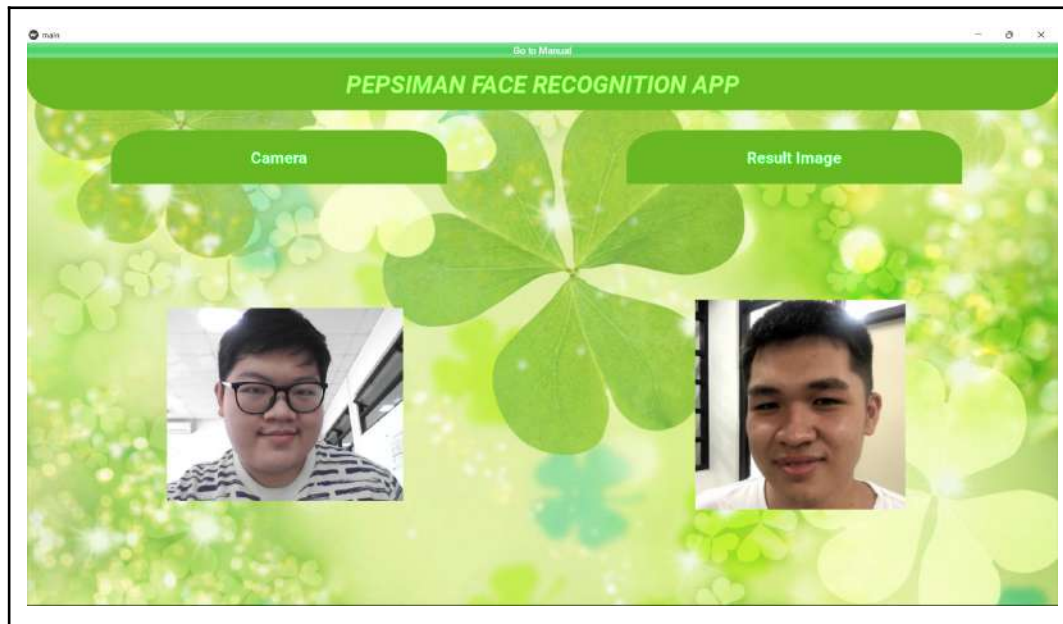 main
Go to Manual
PEPSIMAN FACE RECOGNITION APP
Camera
Result Image